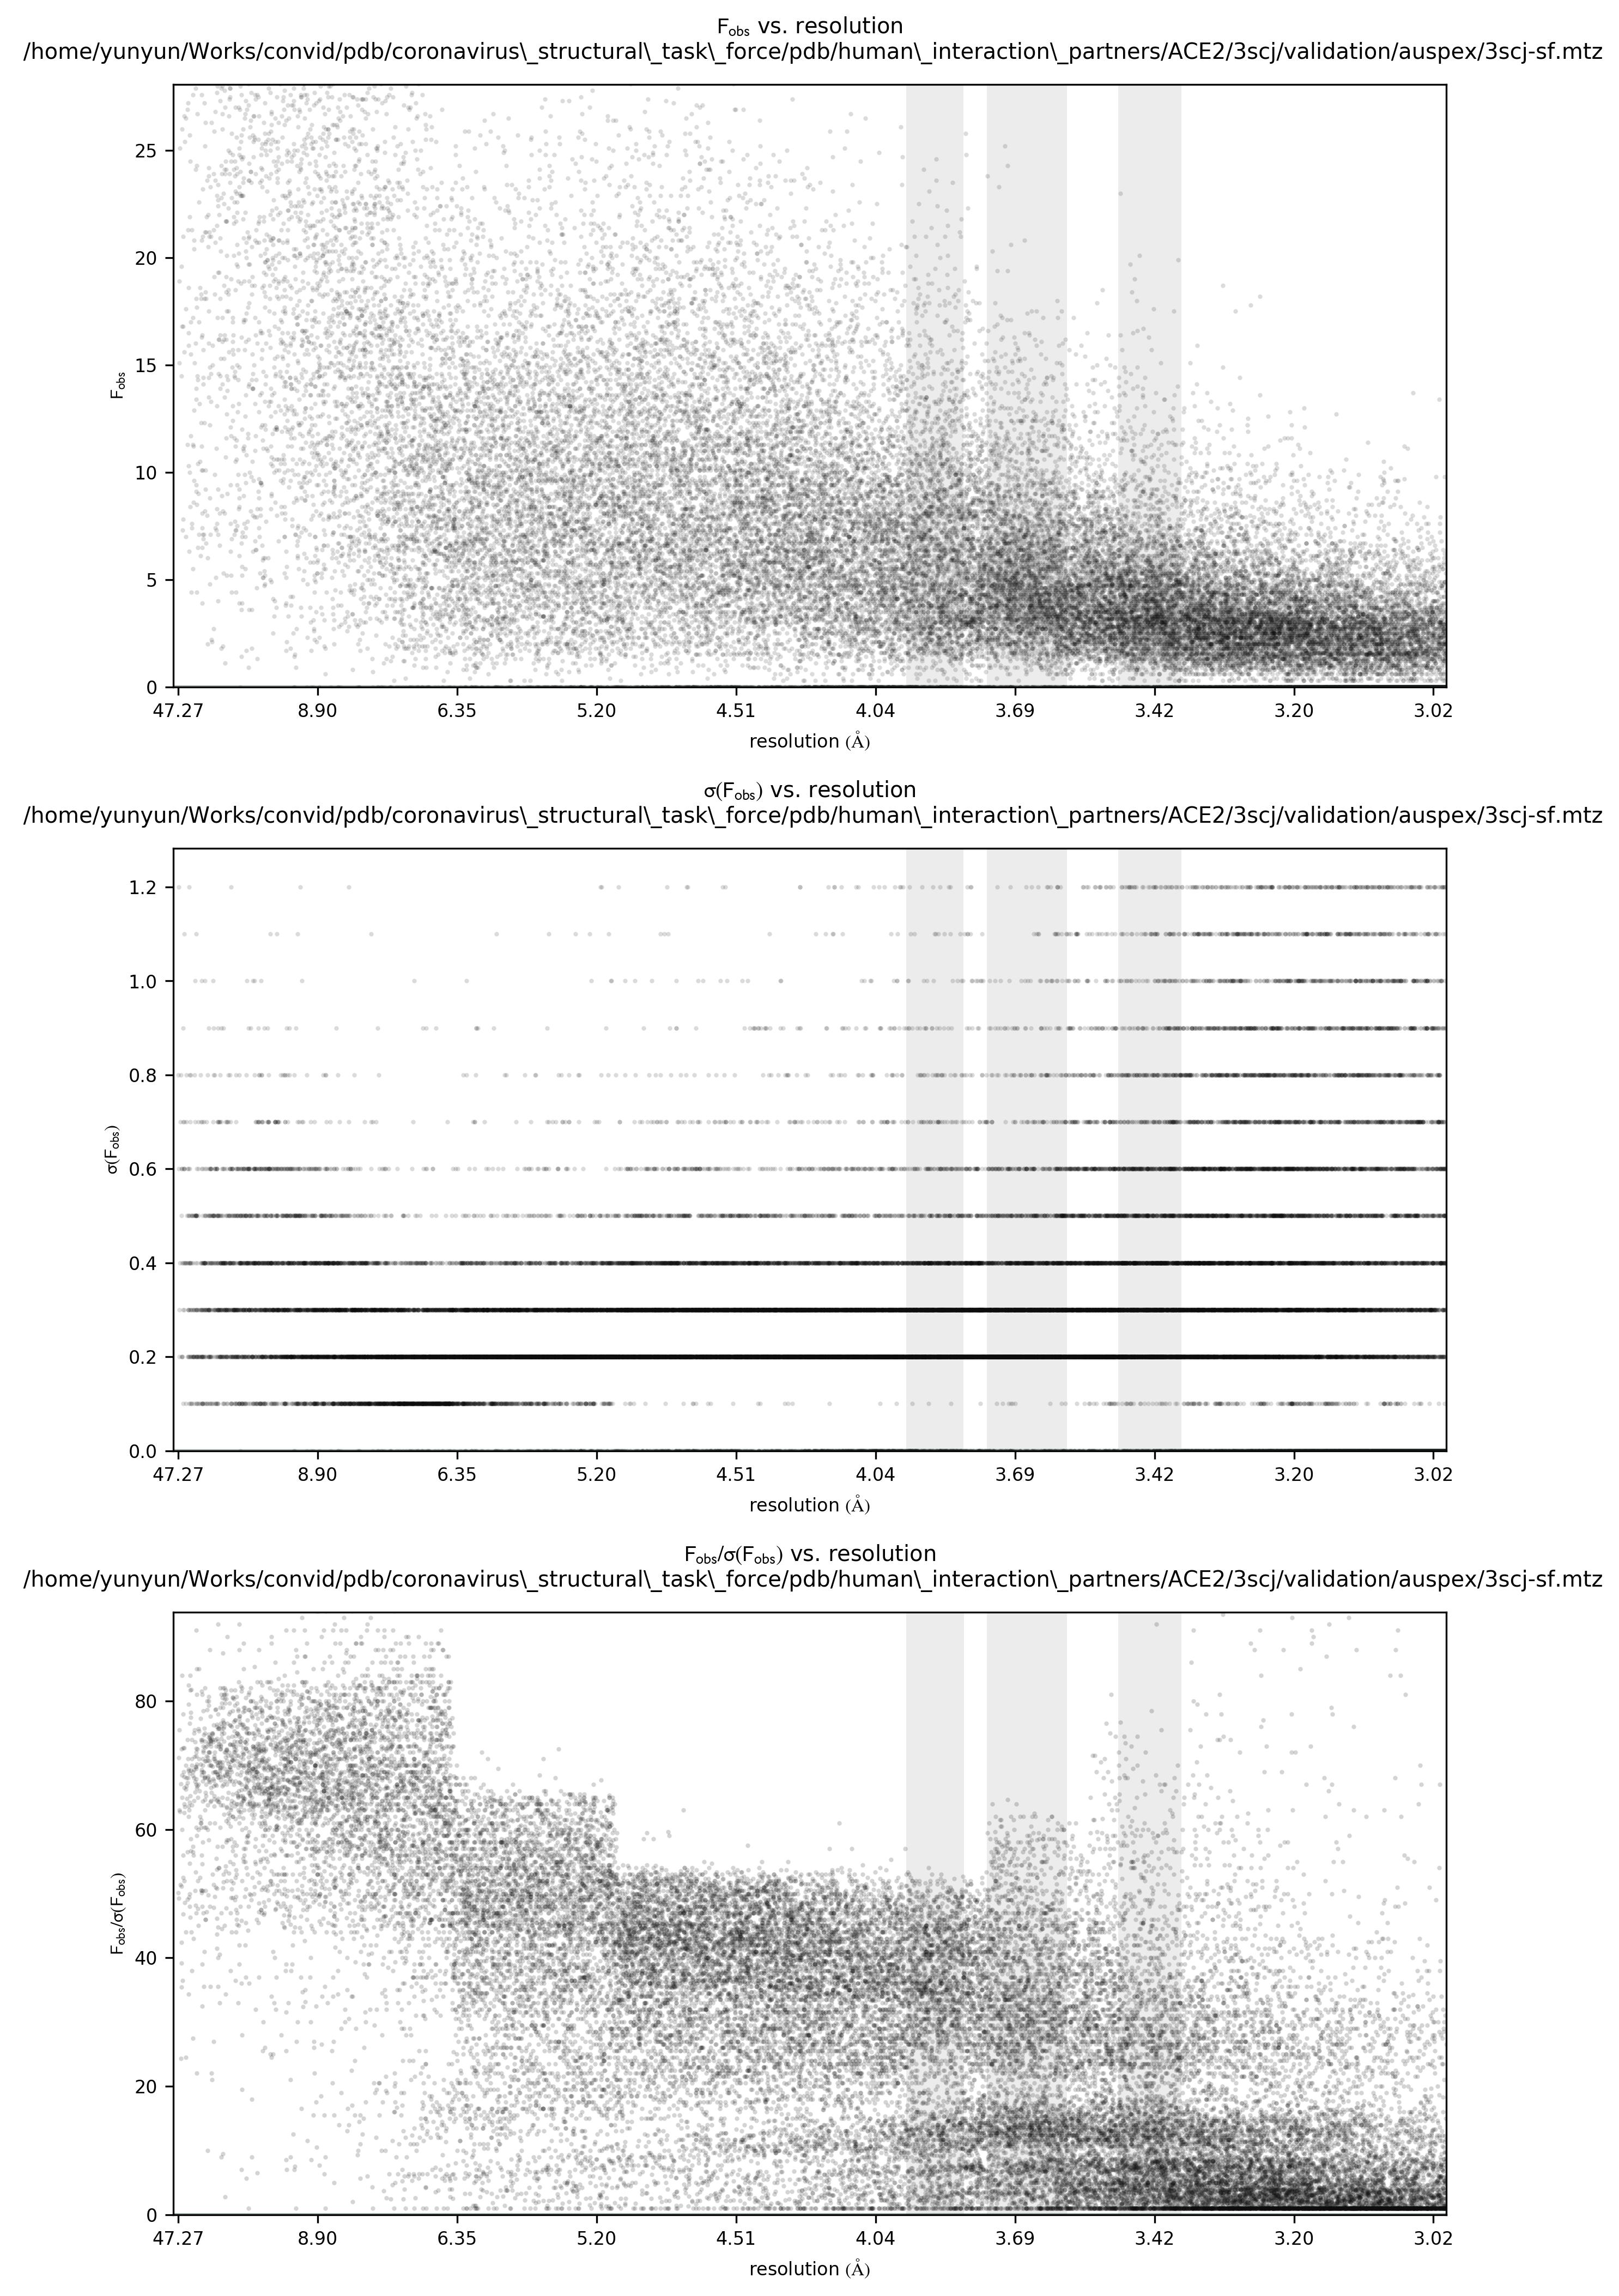 Fobs vs. resolution
/home/yunyun/Works/convid/pdb/coronavirus\_structural\_task\_force/pdb/human\_interaction\_partners/ACE2/3scj/validation/auspex/3scj-sf.mtz
25
20
15
10
5
0
Fobs
47.27 8.90 6.35 5.20 4.51 4.04 3.69 3.42 3.20 3.02
resolution (Å)
σ(Fobs) vs. resolution
/home/yunyun/Works/convid/pdb/coronavirus\_structural\_task\_force/pdb/human\_interaction\_partners/ACE2/3scj/validation/auspex/3scj-sf.mtz
1.2
1.0
0.8
0.6
0.4
0.2
0.0
σ(Fobs)
47.27 8.90 6.35 5.20 4.51 4.04 3.69 3.42 3.20 3.02
resolution (Å)
Fobs/σ(Fobs) vs. resolution
/home/yunyun/Works/convid/pdb/coronavirus\_structural\_task\_force/pdb/human\_interaction\_partners/ACE2/3scj/validation/auspex/3scj-sf.mtz
80
60
40
20
0
Fobs/σ(Fobs)
47.27 8.90 6.35 5.20 4.51 4.04 3.69 3.42 3.20 3.02
resolution (Å)